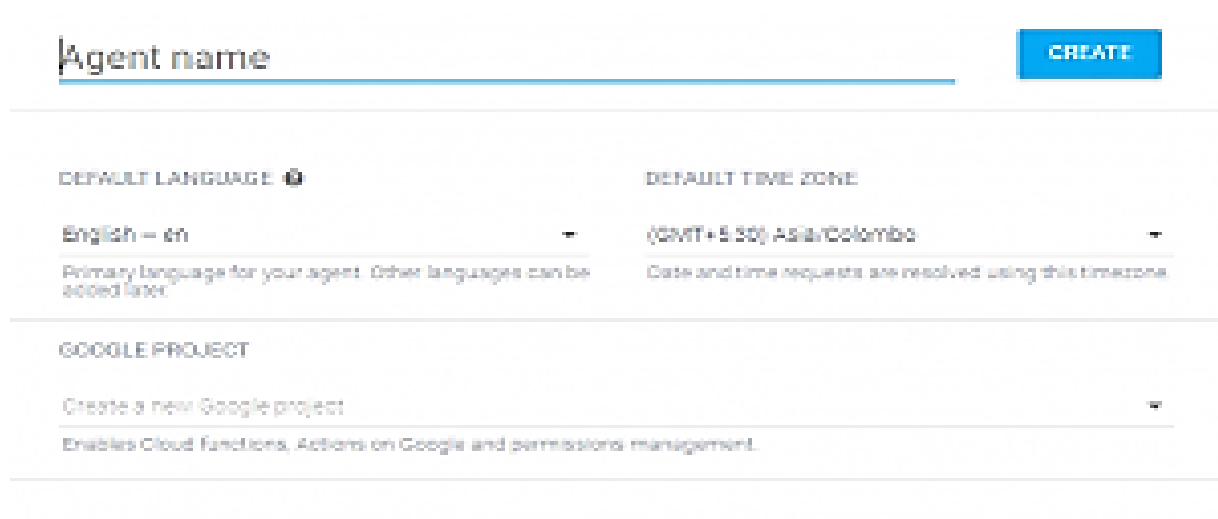 Agent name
CREATE
DEFAULT LANGUAGE
DEFAULT TIME ZONE
English — en
(GMT+5:30) Asia/Colombo
Primary language for your agent. Other languages can be
added later.
Date and time requests are resolved using this timezone.
GOOGLE PROJECT
Create a new Google project
Enables Cloud functions, Actions on Google and permissions management.